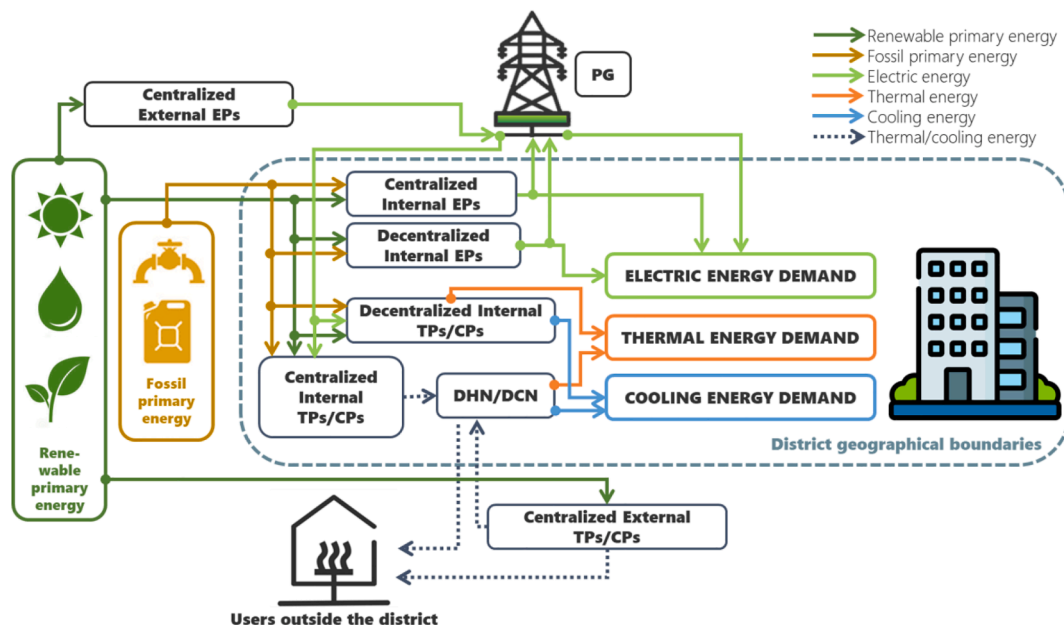 Renewable primary energy
Fossil primary energy
Electric energy
Thermal energy
Cooling energy
Thermal/cooling energy
PG
Centralized
External EPs
Centralized
Internal EPs
Decentralized
Internal EPs
ELECTRIC ENERGY DEMAND
Decentralized Internal
TPs/CPs
THERMAL ENERGY DEMAND
Centralized
Internal
TPs/CPs
DHN/DCN
COOLING ENERGY DEMAND
Fossil
primary
energy
District geographical boundaries
Rene-
wable
primary
energy
Centralized External
TPs/CPs
Users outside the district